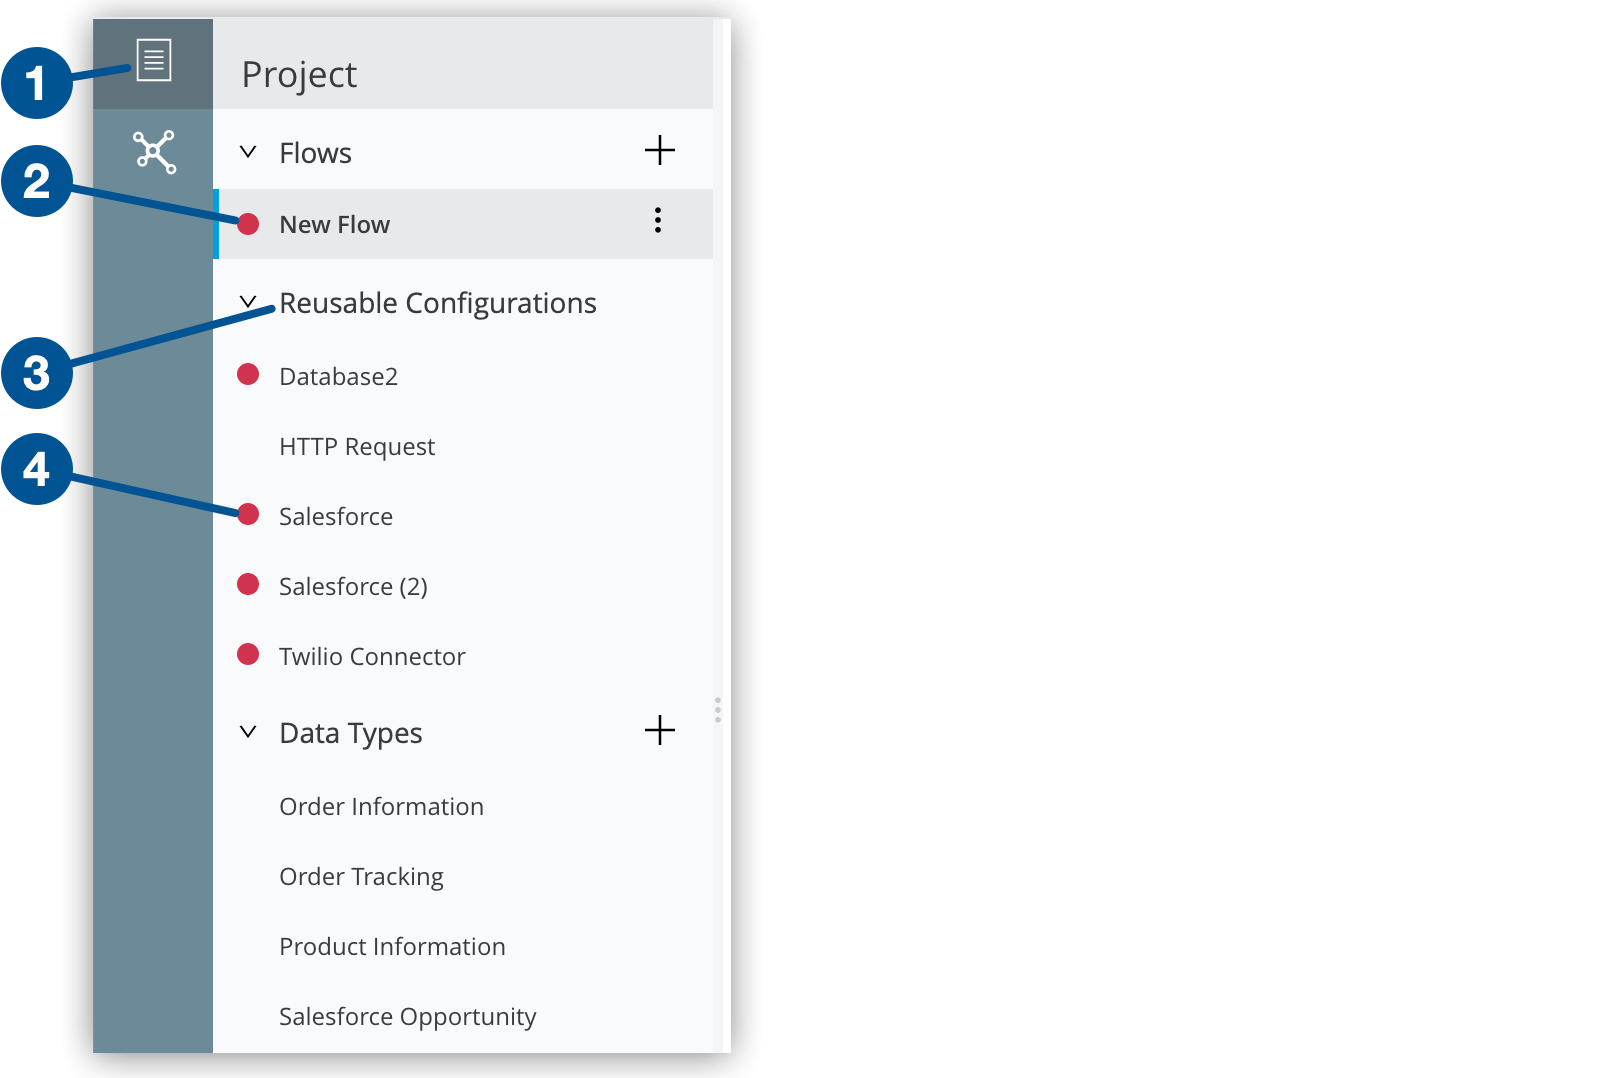 1
Project
Flows
2
New Flow
Reusable Configurations
3
Database2
HTTP Request
4
Salesforce
Salesforce (2)
Twilio Connector
Data Types
Order Information
Order Tracking
Product Information
Salesforce Opportunity